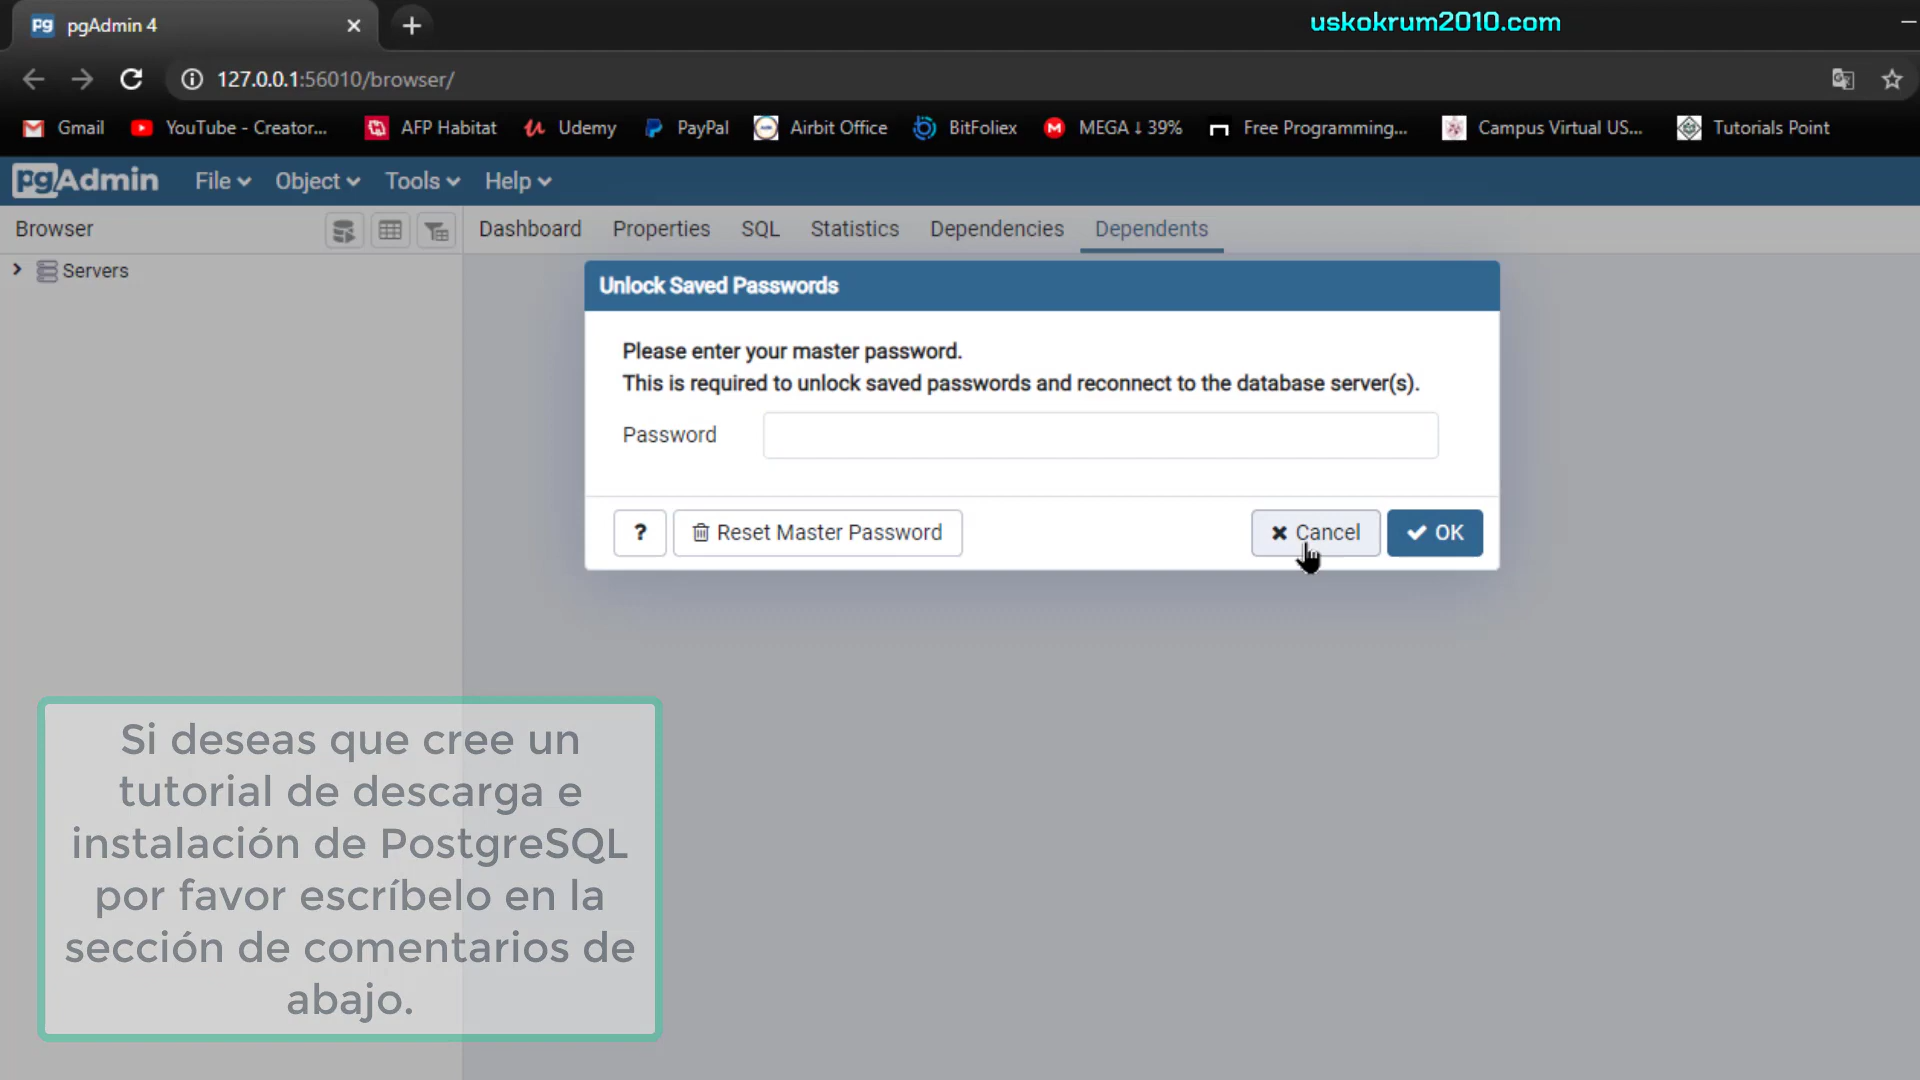 pgAdmin 4
uskokrum2010.com
127.0.0.1:56010/browser/
Gmail YouTube - Creator... AFP Habitat Udemy PayPal Airbit Office BitFoliex MEGA ↓ 39% Free Programming... Campus Virtual US... Tutorials Point
pgAdmin File Object Tools Help
Browser Dashboard Properties SQL Statistics Dependencies Dependents
Servers
Unlock Saved Passwords
Please enter your master password.
This is required to unlock saved passwords and reconnect to the database server(s).
Password
? Reset Master Password Cancel OK
Si deseas que cree un
tutorial de descarga e
instalación de PostgreSQL
por favor escríbelo en la
sección de comentarios de
abajo.